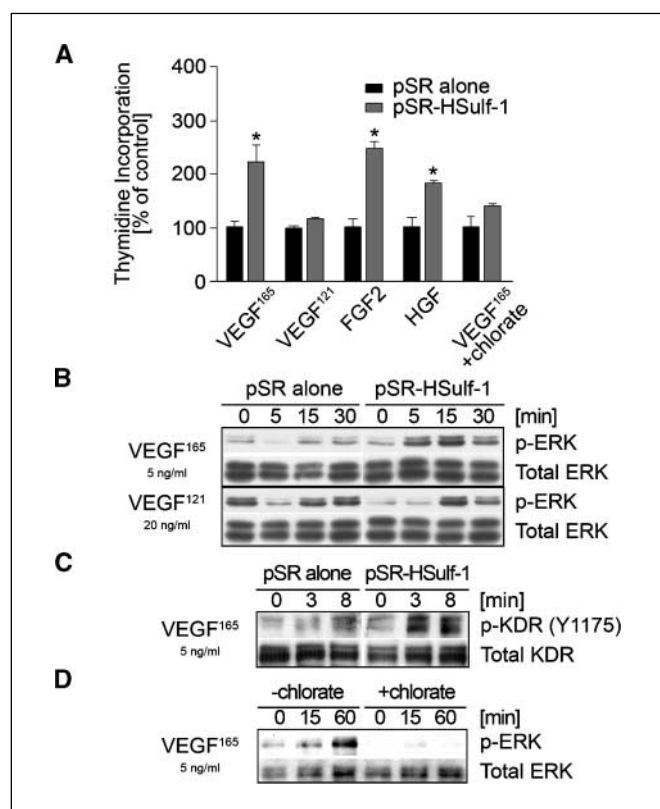 A
400
300
200
100
0
Thymidine Incorporation
[% of control]
pSR alone
pSR-HSulf-1
* * *
VEGF¹⁶⁵
VEGF¹²¹
FGF2
HGF
VEGF¹⁶⁵
+chlorate
B
pSR alone pSR-HSulf-1
0 5 15 30 0 5 15 30 [min]
VEGF¹⁶⁵ p-ERK
5 ng/ml Total ERK
VEGF¹²¹ p-ERK
20 ng/ml Total ERK
C
pSR alone pSR-HSulf-1
0 3 8 0 3 8 [min]
VEGF¹⁶⁵ p-KDR (Y1175)
5 ng/ml Total KDR
D
-chlorate +chlorate
0 15 60 0 15 60 [min]
VEGF¹⁶⁵ p-ERK
5 ng/ml Total ERK